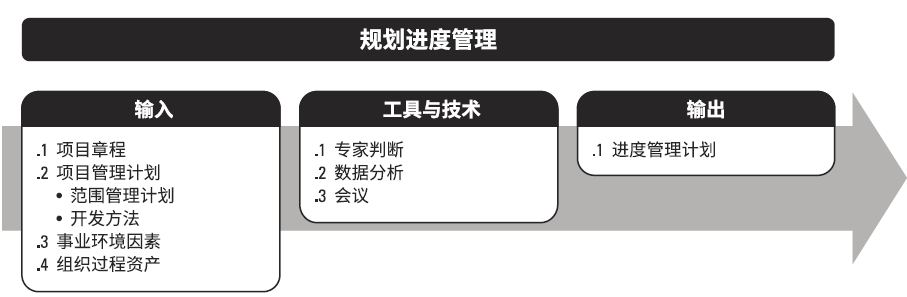 规划进度管理
输入
.1 项目章程
.2 项目管理计划
• 范围管理计划
• 开发方法
.3 事业环境因素
.4 组织过程资产
工具与技术
.1 专家判断
.2 数据分析
.3 会议
输出
.1 进度管理计划